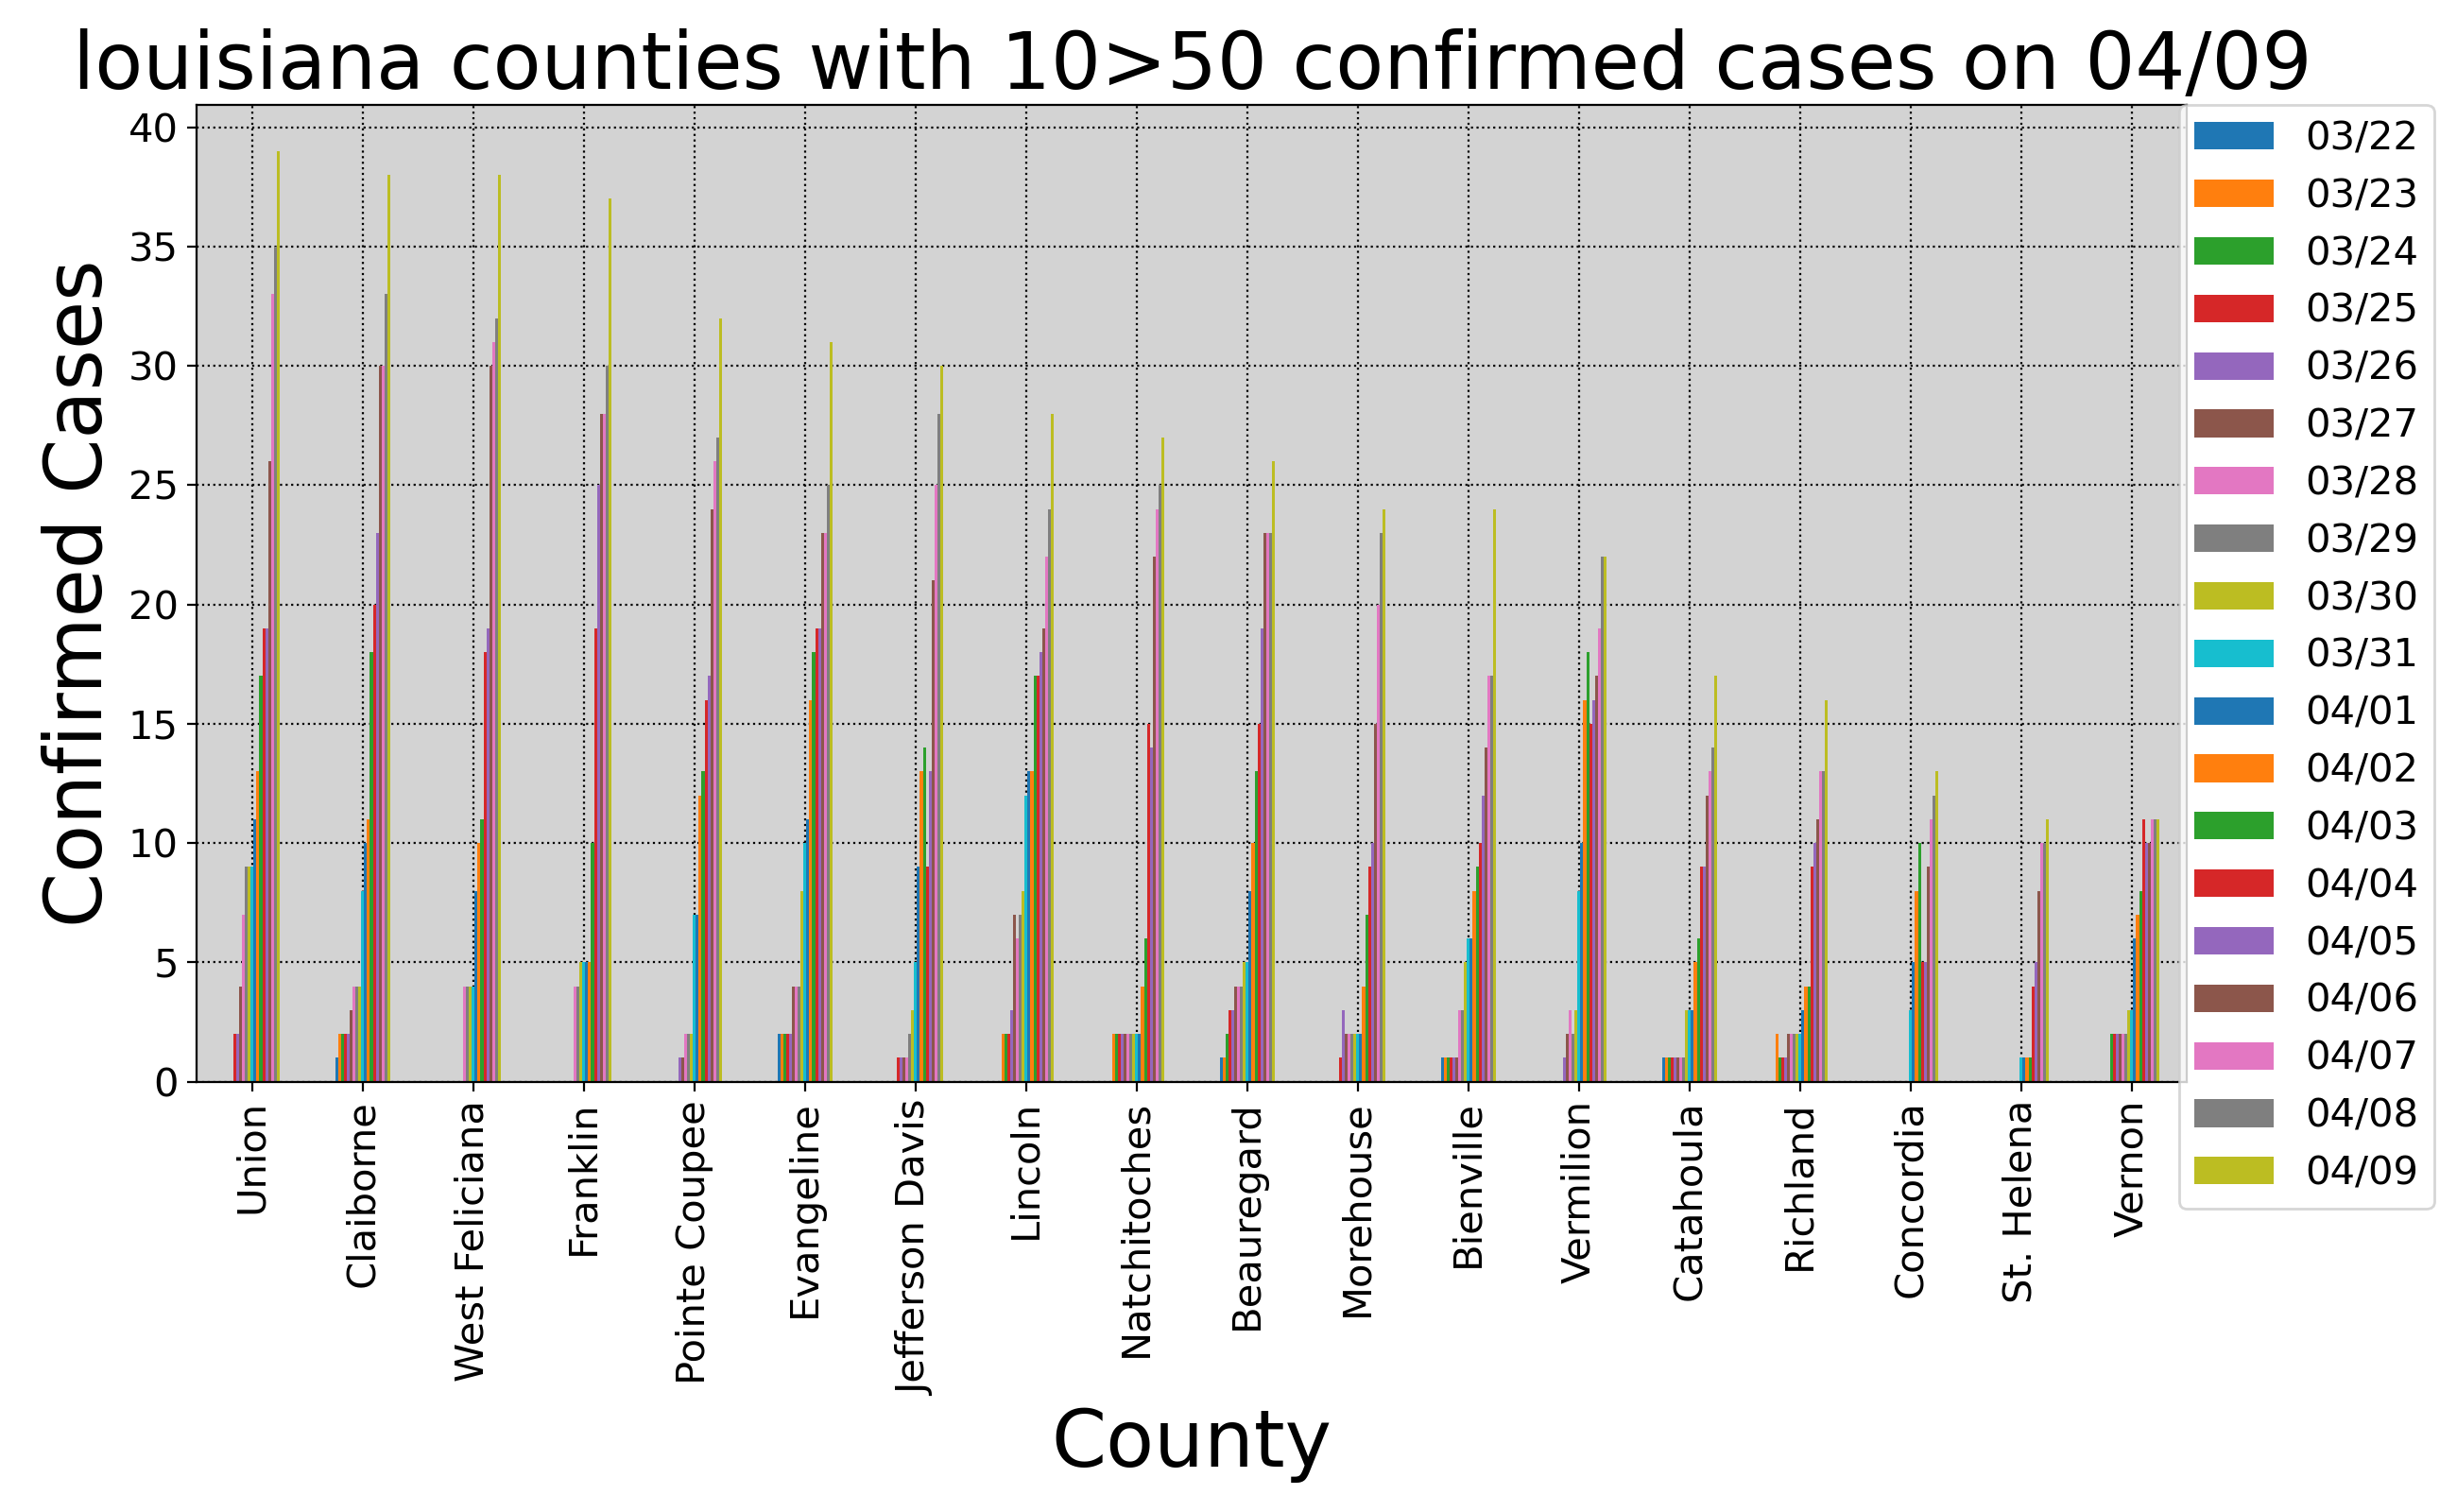 louisiana counties with 10>50 confirmed cases on 04/09
Confirmed Cases
40
35
30
25
20
15
10
5
0
Union
Claiborne
West Feliciana
Franklin
Pointe Coupee
Evangeline
Jefferson Davis
Lincoln
Natchitoches
Beauregard
Morehouse
Bienville
Vermilion
Catahoula
Richland
Concordia
St. Helena
Vernon
County
03/22
03/23
03/24
03/25
03/26
03/27
03/28
03/29
03/30
03/31
04/01
04/02
04/03
04/04
04/05
04/06
04/07
04/08
04/09